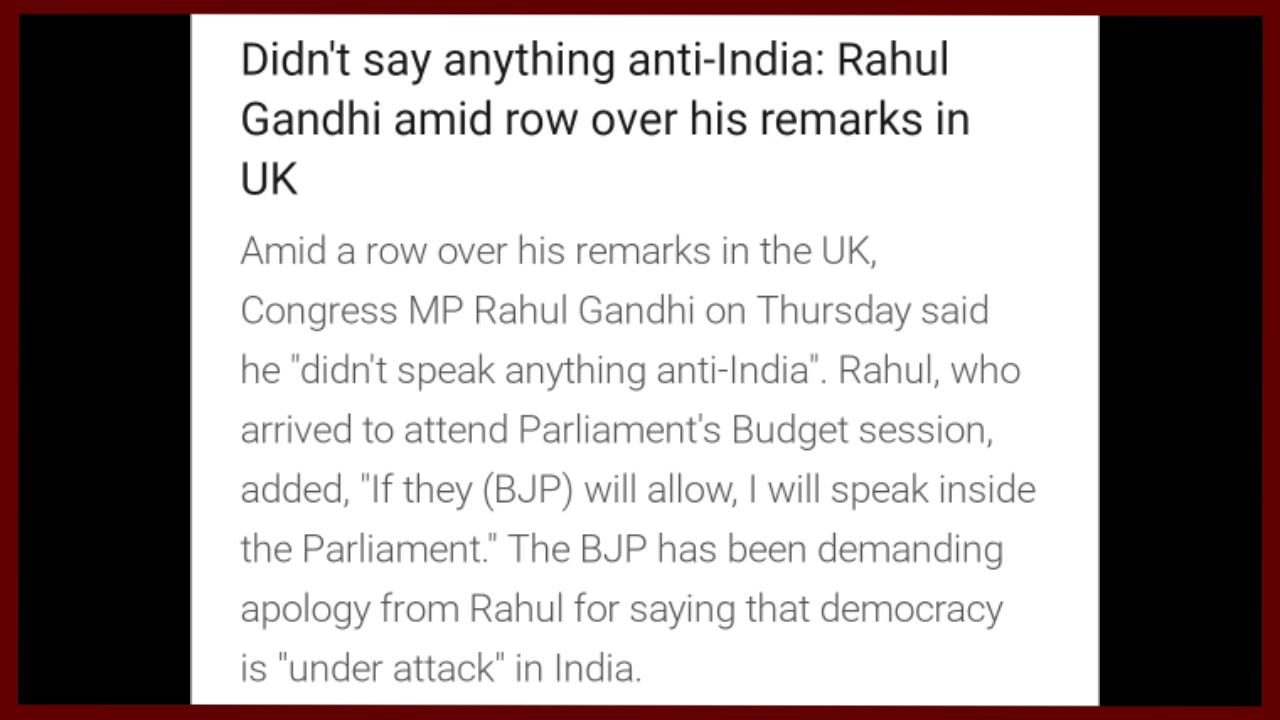 Didn't say anything anti-India: Rahul
Gandhi amid row over his remarks in
UK
Amid a row over his remarks in the UK,
Congress MP Rahul Gandhi on Thursday said
he "didn't speak anything anti-India". Rahul, who
arrived to attend Parliament's Budget session,
added, "If they (BJP) will allow, I will speak inside
the Parliament." The BJP has been demanding
apology from Rahul for saying that democracy
is "under attack" in India.